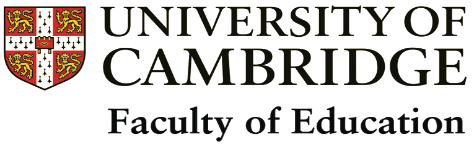 UNIVERSITY OF
CAMBRIDGE
Faculty of Education